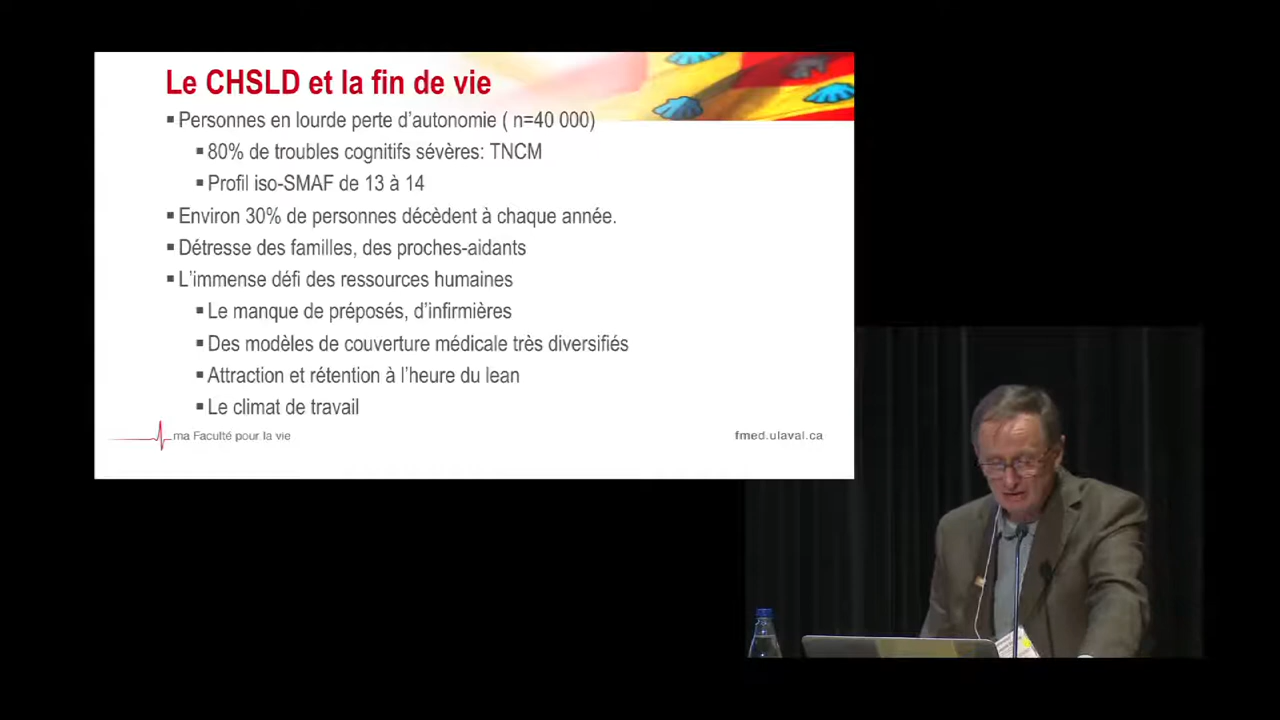 Le CHSLD et la fin de vie
▪ Personnes en lourde perte d’autonomie ( n=40 000)
▪ 80% de troubles cognitifs sévères: TNCM
▪ Profil iso-SMAF de 13 à 14
▪ Environ 30% de personnes décèdent à chaque année.
▪ Détresse des familles, des proches-aidants
▪ L’immense défi des ressources humaines
▪ Le manque de préposés, d’infirmières
▪ Des modèles de couverture médicale très diversifiés
▪ Attraction et rétention à l’heure du lean
▪ Le climat de travail
ma Faculté pour la vie
fmed.ulaval.ca